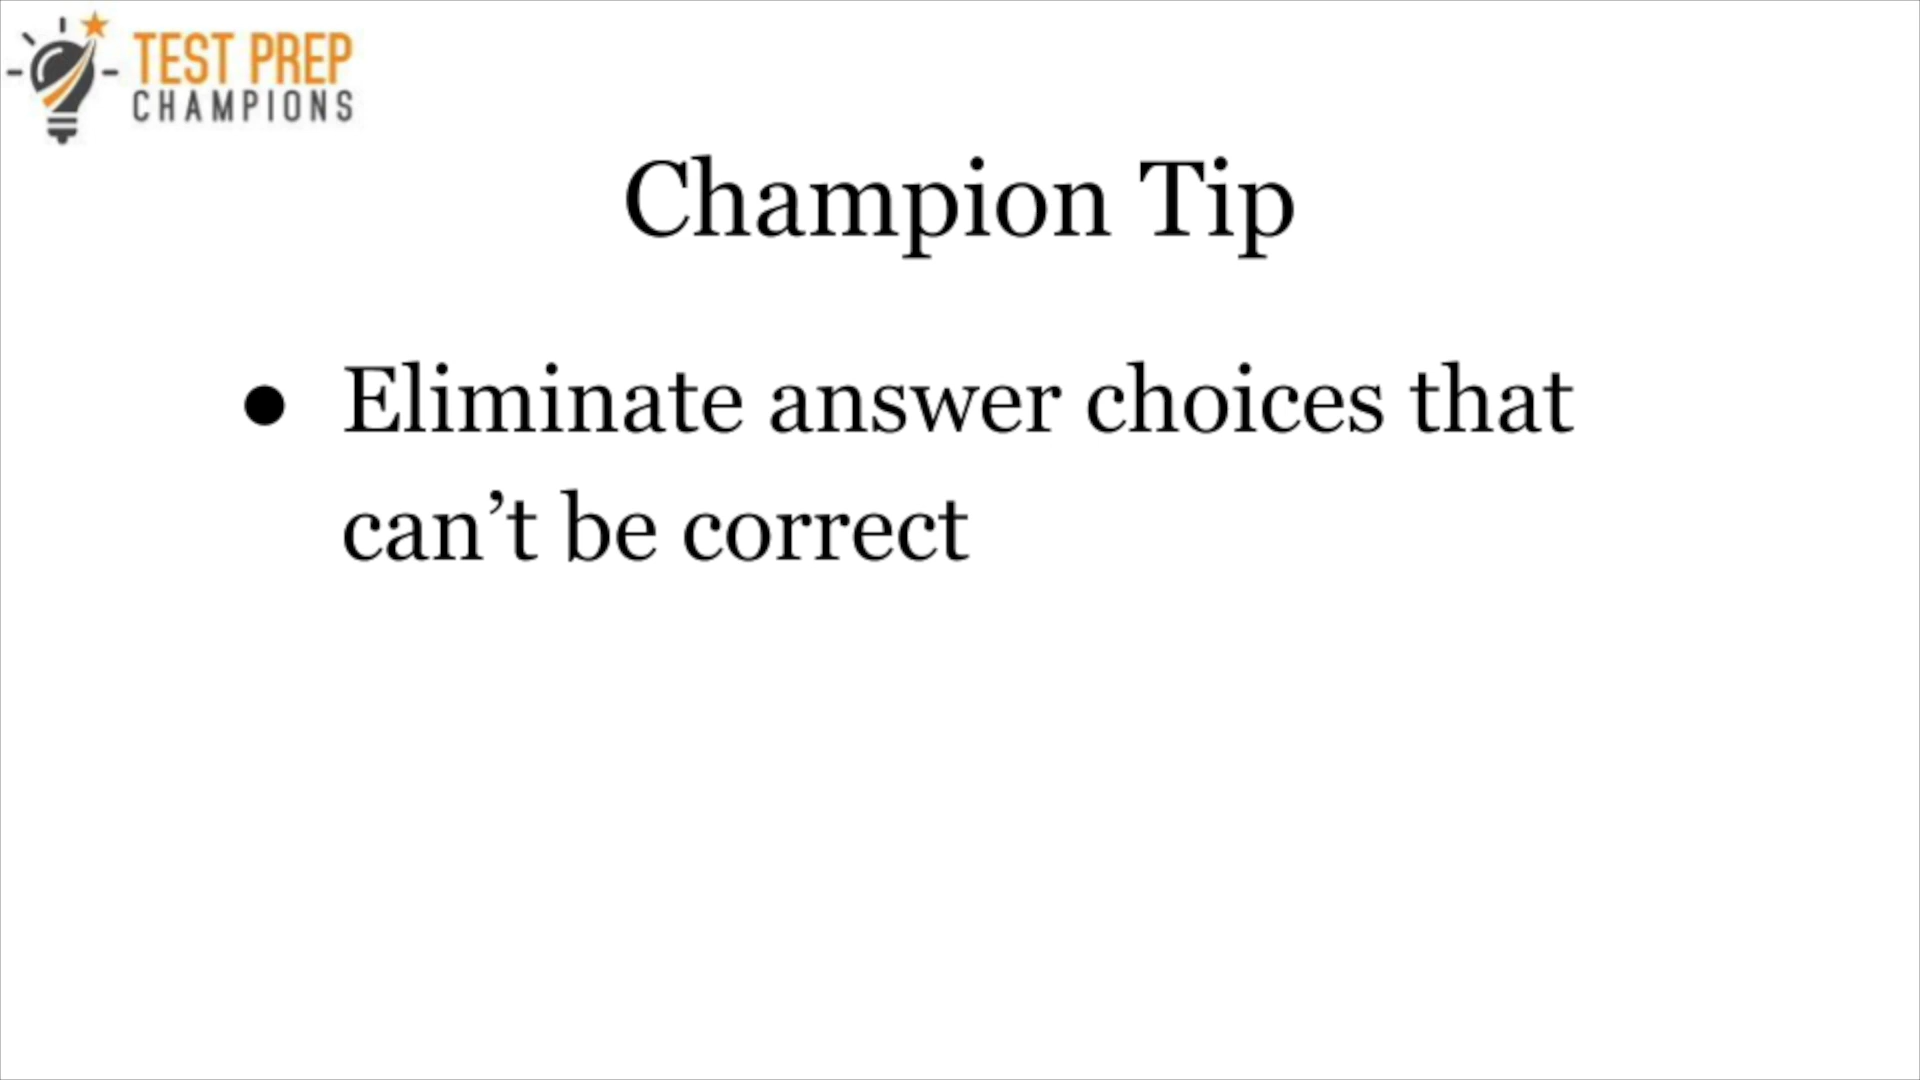 TEST PREP
CHAMPIONS
Champion Tip
● Eliminate answer choices that
can’t be correct